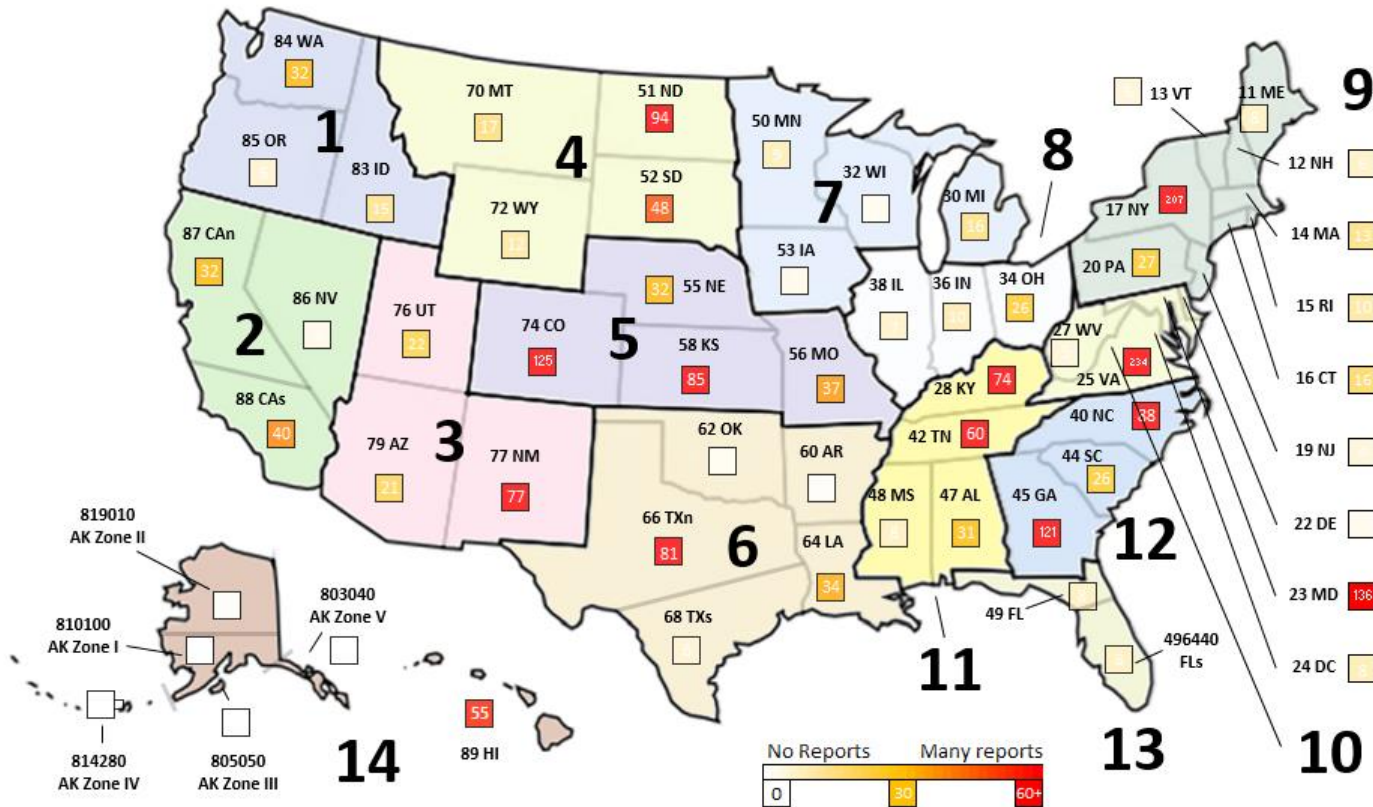 84 WA
32
85 OR
83 ID
15
1
70 MT
17
51 ND
94
4
52 SD
48
72 WY
12
50 MN
32 WI
7
30 MI
16
53 IA
8
13 VT
11 ME
9
12 NH
17 NY
207
14 MA
13
20 PA
27
15 RI
10
16 CT
16
19 NJ
22 DE
23 MD
136
24 DC
10
87 CAn
32
86 NV
2
88 CAs
40
76 UT
22
79 AZ
21
3
77 NM
77
55 NE
32
74 CO
125
5
58 KS
85
56 MO
37
38 IL
36 IN
10
34 OH
26
27 WV
25 VA
234
28 KY
74
42 TN
60
40 NC
88
44 SC
26
45 GA
121
12
48 MS
47 AL
31
11
62 OK
60 AR
66 TXn
81
6
64 LA
34
68 TXs
49 FL
496440
FLs
13
819010
AK Zone II
810100
AK Zone I
803040
AK Zone V
814280
AK Zone IV
805050
AK Zone III
14
55
89 HI
No Reports
Many reports
0
30
60+